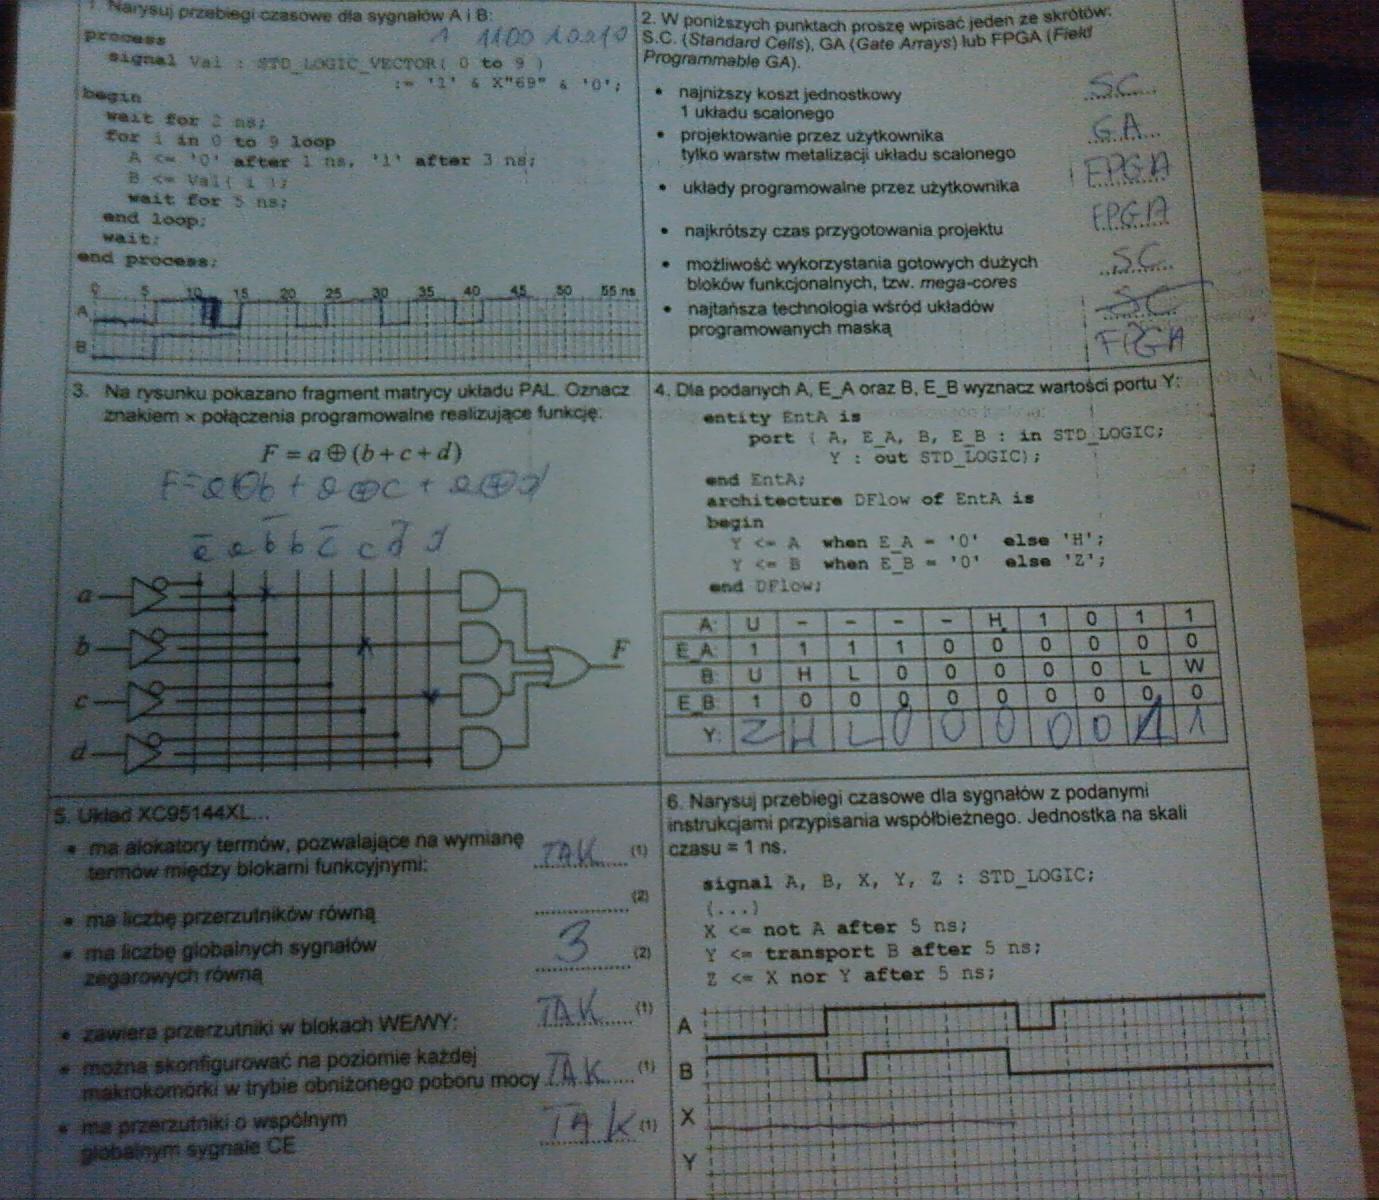 1. Narysuj przebiegi czasowe dla sygnałów A i B:
1 1100 10210
process
signal Val : STD_LOGIC_VECTOR( 0 to 9 )
:= '1' & X"69" & '0';
begin
wait for 2 ns;
for i in 0 to 9 loop
A <= '0' after 1 ns, '1' after 3 ns;
B <= Val( i );
wait for 5 ns;
end loop;
wait;
end process;
0 5 10 15 20 25 30 35 40 45 50 55 ns
A
B
2. W poniższych punktach proszę wpisać jeden ze skrótów:
S.C. (Standard Cells), GA (Gate Arrays) lub FPGA (Field
Programmable GA).
• najniższy koszt jednostkowy
1 układu scalonego
SC
• projektowanie przez użytkownika
tylko warstw metalizacji układu scalonego
GA
• układy programowalne przez użytkownika
FPGA
• najkrótszy czas przygotowania projektu
FPGA
• możliwość wykorzystania gotowych dużych
bloków funkcjonalnych, tzw. mega-cores
SC
• najtańsza technologia wśród układów
programowanych maską
SC
FPGA
3. Na rysunku pokazano fragment matrycy układu PAL. Oznacz
znakiem × połączenia programowalne realizujące funkcję:
F = a ⊕ (b + c + d)
F = a⊕b + a⊕c + a⊕d
a̅ a b̅ b c̅ c d̅ d
a
b
c
d
F
4. Dla podanych A, E_A oraz B, E_B wyznacz wartości portu Y:
entity EntA is
port ( A, E_A, B, E_B : in STD_LOGIC;
Y : out STD_LOGIC);
end EntA;
architecture DFlow of EntA is
begin
Y <= A when E_A = '0' else 'H';
Y <= B when E_B = '0' else 'Z';
end DFlow;
A: U - - - - H 1 0 1 1
E_A: 1 1 1 1 0 0 0 0 0 0
B: U H L 0 0 0 0 0 L W
E_B: 1 0 0 0 0 0 0 0 0 0
Y: Z H L 0 0 0 0 0 1 1
5. Układ XC95144XL...
• ma alokatory termów, pozwalające na wymianę
termów między blokami funkcyjnymi:
TAK (1)
• ma liczbę przerzutników równą
(2)
• ma liczbę globalnych sygnałów
zegarowych równą
3 (2)
• zawiera przerzutniki w blokach WE/WY:
TAK (1)
• można skonfigurować na poziomie każdej
makrokomórki w trybie obniżonego poboru mocy
TAK (1)
• ma przerzutniki o wspólnym
globalnym sygnale CE
TAK (1)
6. Narysuj przebiegi czasowe dla sygnałów z podanymi
instrukcjami przypisania współbieżnego. Jednostka na skali
czasu = 1 ns.
signal A, B, X, Y, Z : STD_LOGIC;
(...)
X <= not A after 5 ns;
Y <= transport B after 5 ns;
Z <= X nor Y after 5 ns;
A
B
X
Y